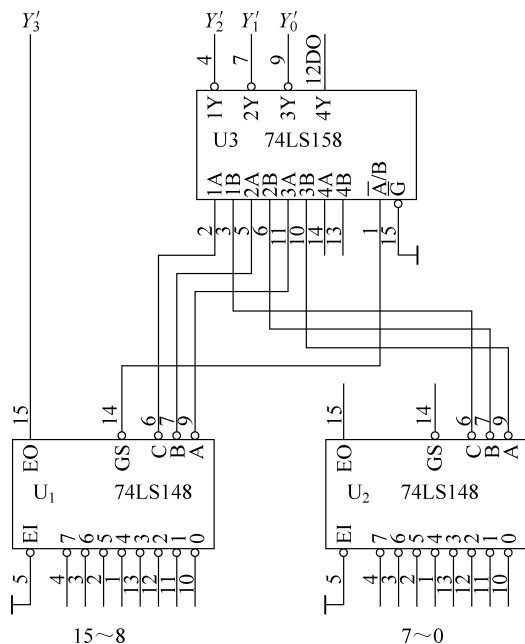 Y′3 Y′2 Y′1 Y′0
4 7 9 12DO
1Y 2Y 3Y 4Y
U3 74LS158
1A 1B 2A 2B 3A 3B 4A 4B A/B G
2 3 5 6 11 10 14 13 1 15
15 14 6 7 9 15 14 6 7 9
EO GS C B A EO GS C B A
U1 74LS148 U2 74LS148
EI 7 6 5 4 3 2 1 0 EI 7 6 5 4 3 2 1 0
5 4 3 2 1 13 12 11 10 5 4 3 2 1 13 12 11 10
15～8 7～0